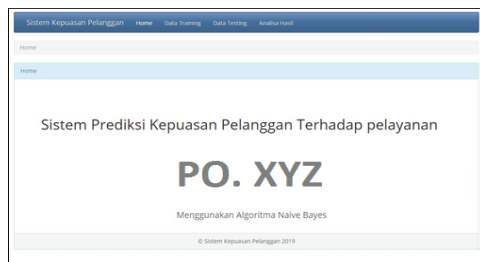 Sistem Kepuasan Pelanggan Home Data Training Data Testing Analisa Hasil
Home
Home
Sistem Prediksi Kepuasan Pelanggan Terhadap pelayanan
PO. XYZ
Menggunakan Algoritma Naive Bayes
© Sistem Kepuasan Pelanggan 2019